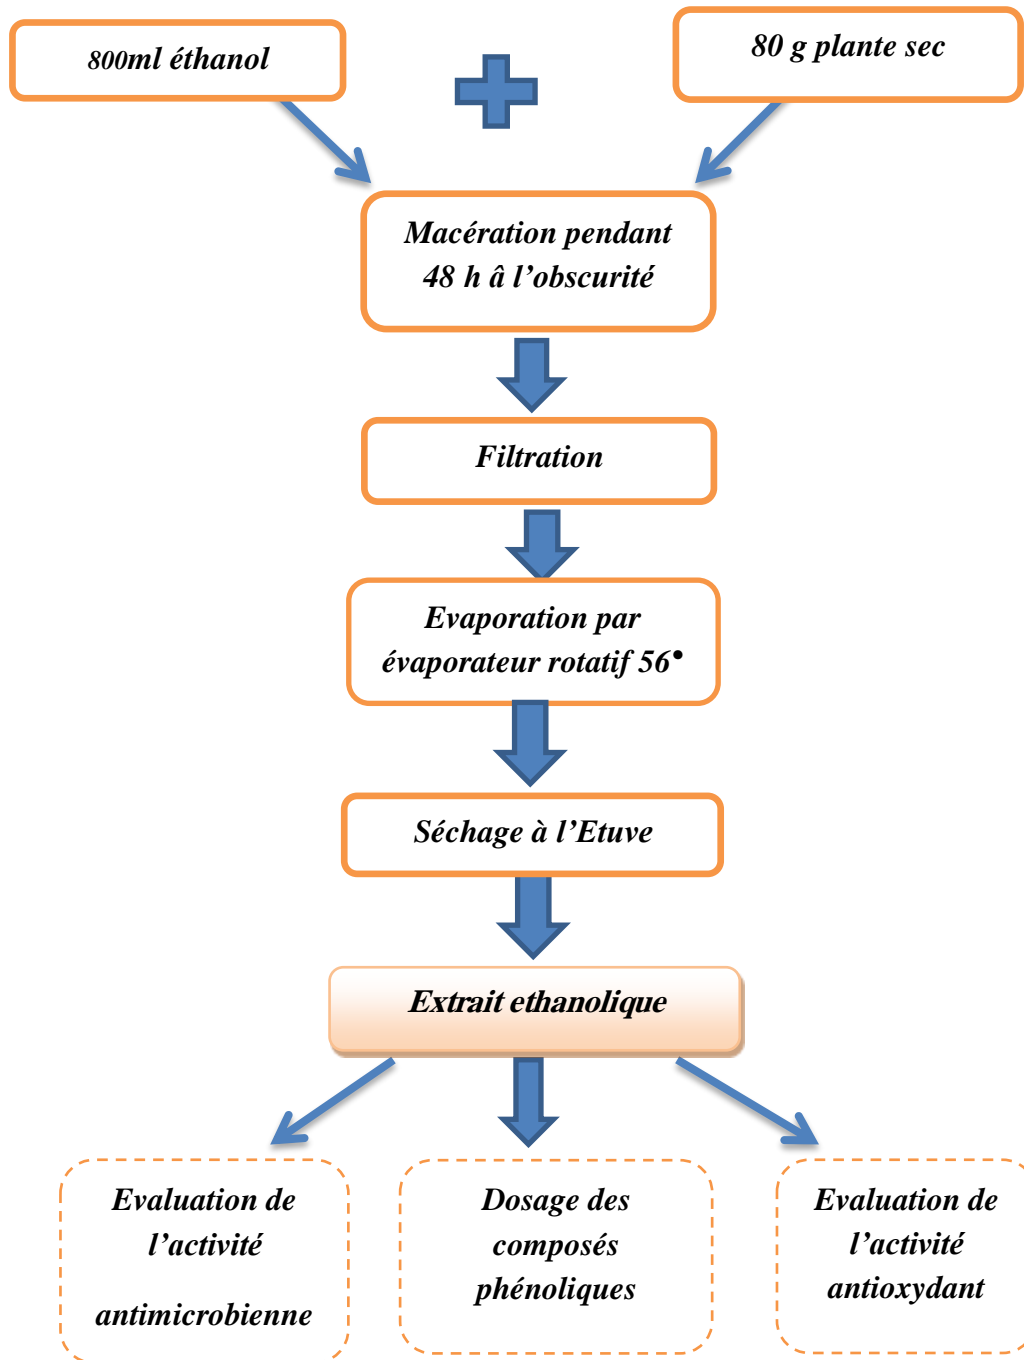 800ml éthanol
80 g plante sec
Macération pendant
48 h â l’obscurité
Filtration
Evaporation par
évaporateur rotatif 56•
Séchage à l’Etuve
Extrait ethanolique
Evaluation de
l’activité
antimicrobienne
Dosage des
composés
phénoliques
Evaluation de
l’activité
antioxydant